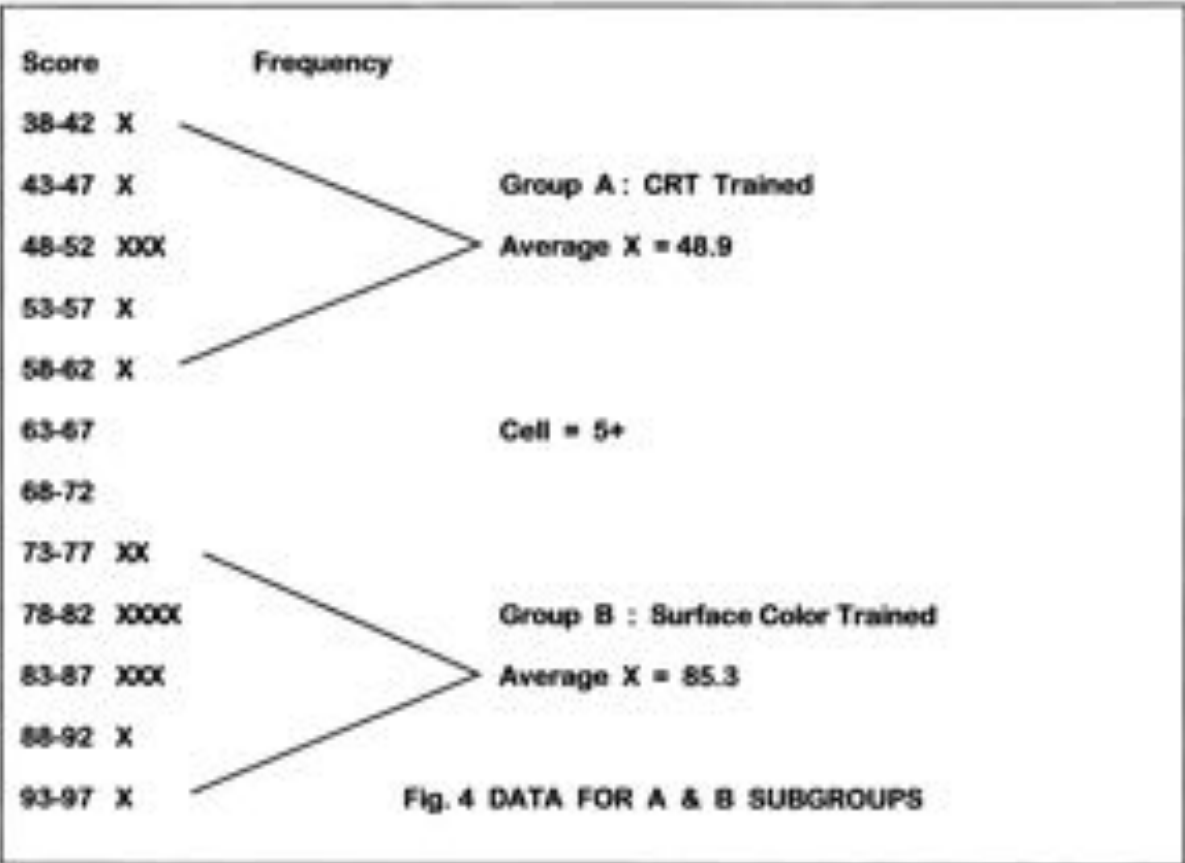 Score Frequency
38-42 X
43-47 X Group A : CRT Trained
48-52 XXX Average X = 48.9
53-57 X
58-62 X
63-67 Cell = 5+
68-72
73-77 XX
78-82 XXXX Group B : Surface Color Trained
83-87 XXX Average X = 85.3
88-92 X
93-97 X Fig. 4 DATA FOR A & B SUBGROUPS